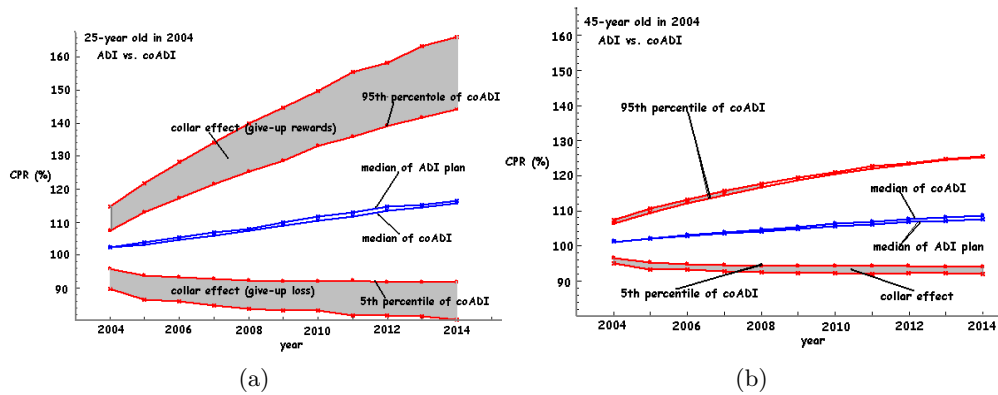 25-year old in 2004
ADI vs. coADI
160
150
140
130
120
110
100
90
CPR (%)
95th percentole of coADI
collar effect (give-up rewards)
median of ADI plan
median of coADI
collar effect (give-up loss)
5th percentile of coADI
2004 2006 2008 2010 2012 2014
year
(a)
45-year old in 2004
ADI vs. coADI
160
150
140
130
120
110
100
90
CPR (%)
95th percentile of coADI
median of coADI
median of ADI plan
5th percentile of coADI
collar effect
2004 2006 2008 2010 2012 2014
year
(b)